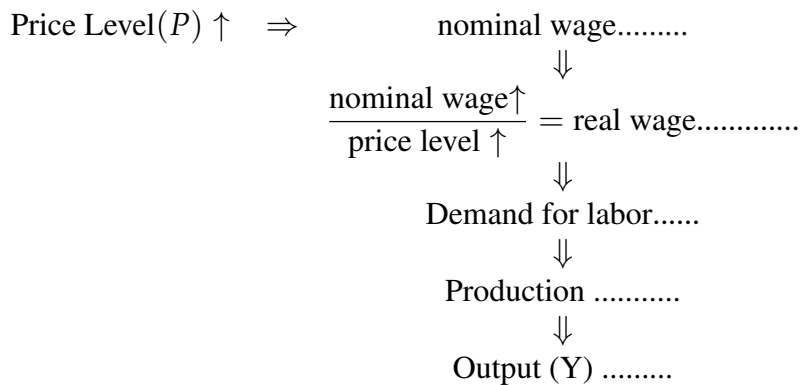 Price Level(P) ↑ ⇒ nominal wage.........
⇓
nominal wage↑
price level ↑
= real wage.............
⇓
Demand for labor......
⇓
Production ...........
⇓
Output (Y) .........